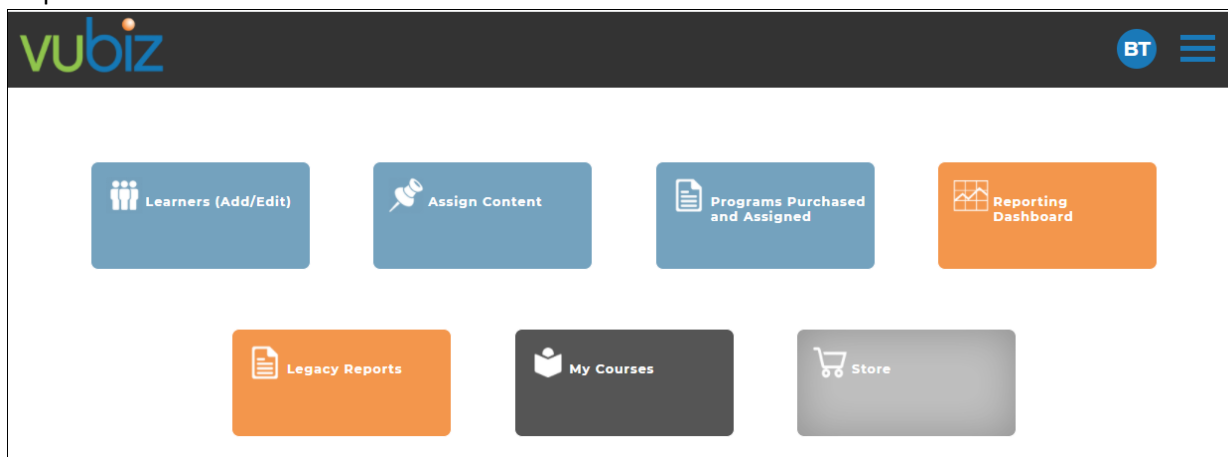 vubiz
BT
Learners (Add/Edit)
Assign Content
Programs Purchased
and Assigned
Reporting
Dashboard
Legacy Reports
My Courses
Store